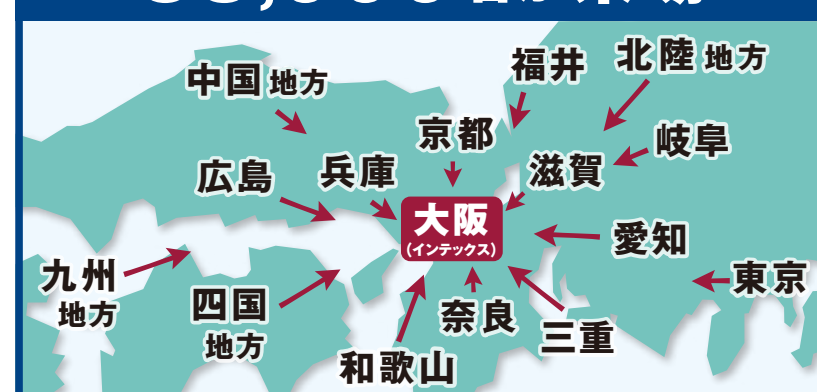 中国地方
福井
北陸地方
京都
岐阜
広島
兵庫
滋賀
大阪
(インテックス)
愛知
九州
地方
四国
地方
奈良
三重
東京
和歌山